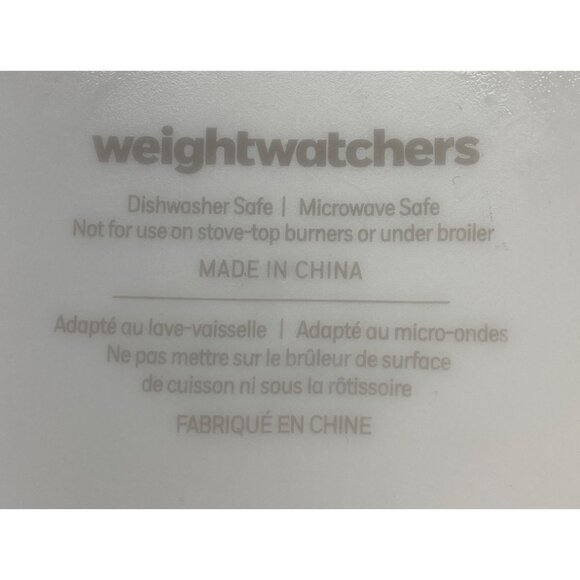 weightwatchers
Dishwasher Safe | Microwave Safe
Not for use on stove-top burners or under broiler
MADE IN CHINA
Adapté au lave-vaisselle | Adapté au micro-ondes
Ne pas mettre sur le brûleur de surface
de cuisson ni sous la rôtissoire
FABRIQUÉ EN CHINE